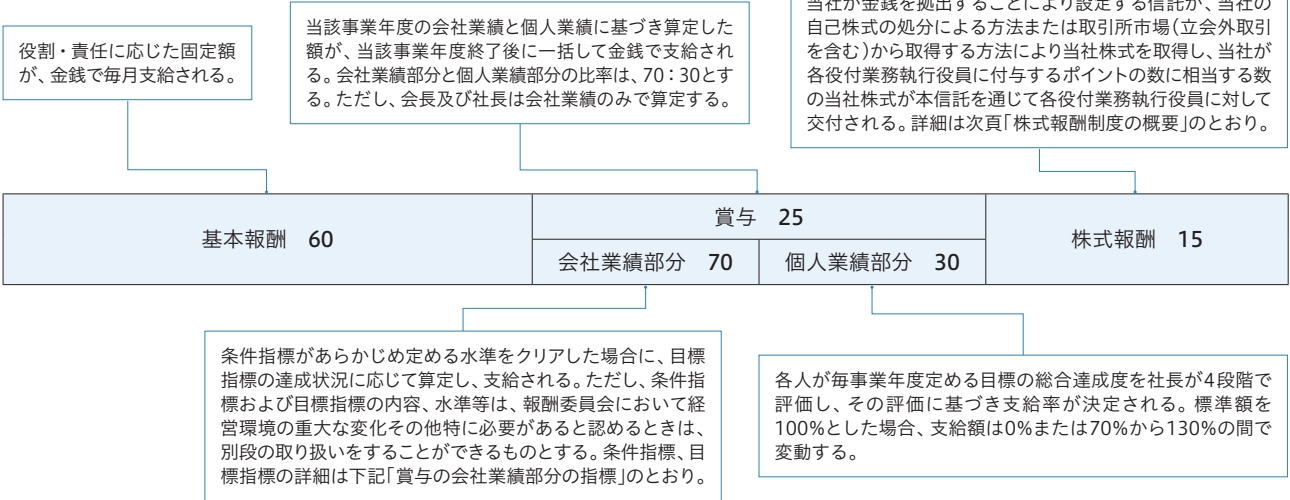 役割・責任に応じた固定額
が、金銭で毎月支給される。
当該事業年度の会社業績と個人業績に基づき算定した
額が、当該事業年度終了後に一括して金銭で支給され
る。会社業績部分と個人業績部分の比率は、70：30とす
る。ただし、会長及び社長は会社業績のみで算定する。
当社が金銭を拠出することにより設定する信託が、当社の
自己株式の処分による方法または取引所市場（立会外取引
を含む）から取得する方法により当社株式を取得し、当社が
各役付業務執行役員に付与するポイントの数に相当する数
の当社株式が本信託を通じて各役付業務執行役員に対して
交付される。詳細は次頁「株式報酬制度の概要」のとおり。
基本報酬 60
賞与 25
会社業績部分 70
個人業績部分 30
株式報酬 15
条件指標があらかじめ定める水準をクリアした場合に、目標
指標の達成状況に応じて算定し、支給される。ただし、条件指
標および目標指標の内容、水準等は、報酬委員会において経
営環境の重大な変化その他特に必要があると認めるときは、
別段の取り扱いをすることができるものとする。条件指標、目
標指標の詳細は下記「賞与の会社業績部分の指標」のとおり。
各人が毎事業年度定める目標の総合達成度を社長が4段階で
評価し、その評価に基づき支給率が決定される。標準額を
100%とした場合、支給額は0%または70%から130%の間で
変動する。